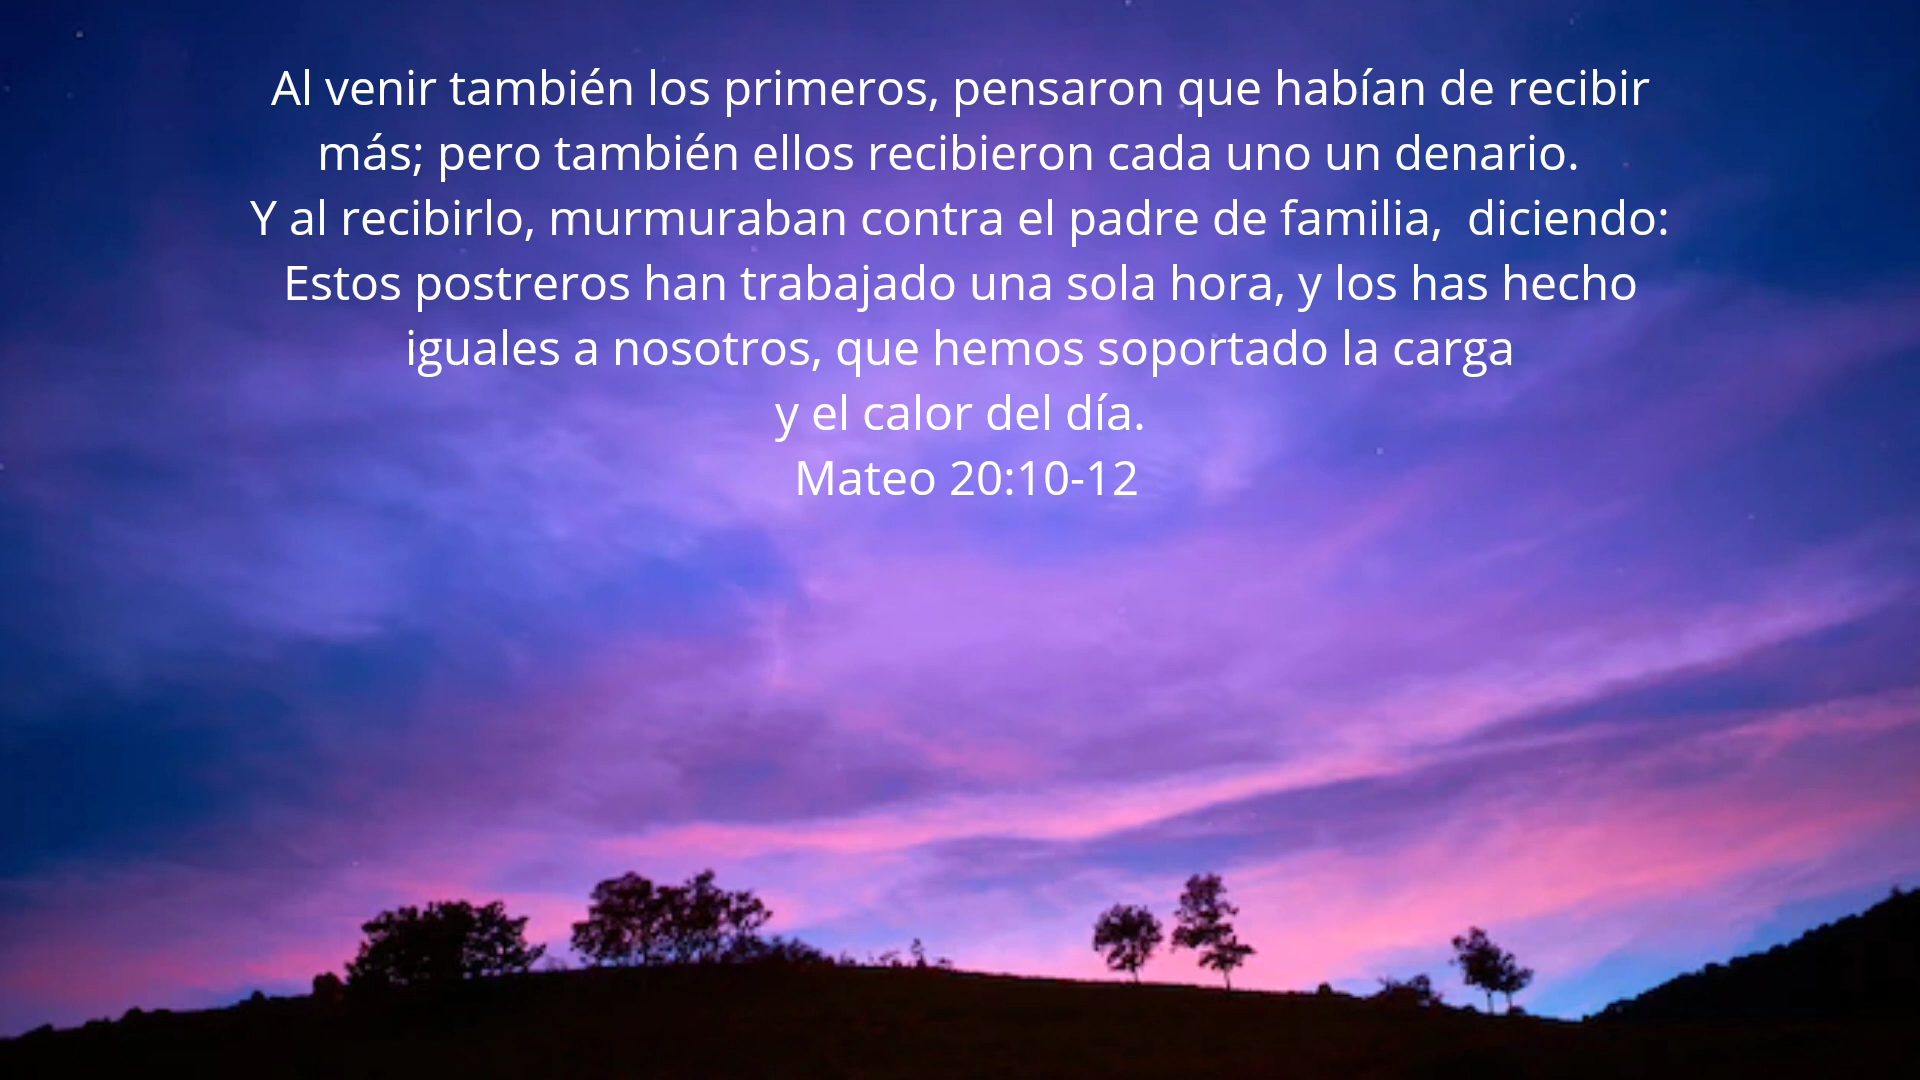 Al venir también los primeros, pensaron que habían de recibir
más; pero también ellos recibieron cada uno un denario.
Y al recibirlo, murmuraban contra el padre de familia,  diciendo:
Estos postreros han trabajado una sola hora, y los has hecho
iguales a nosotros, que hemos soportado la carga
y el calor del día.
Mateo 20:10-12